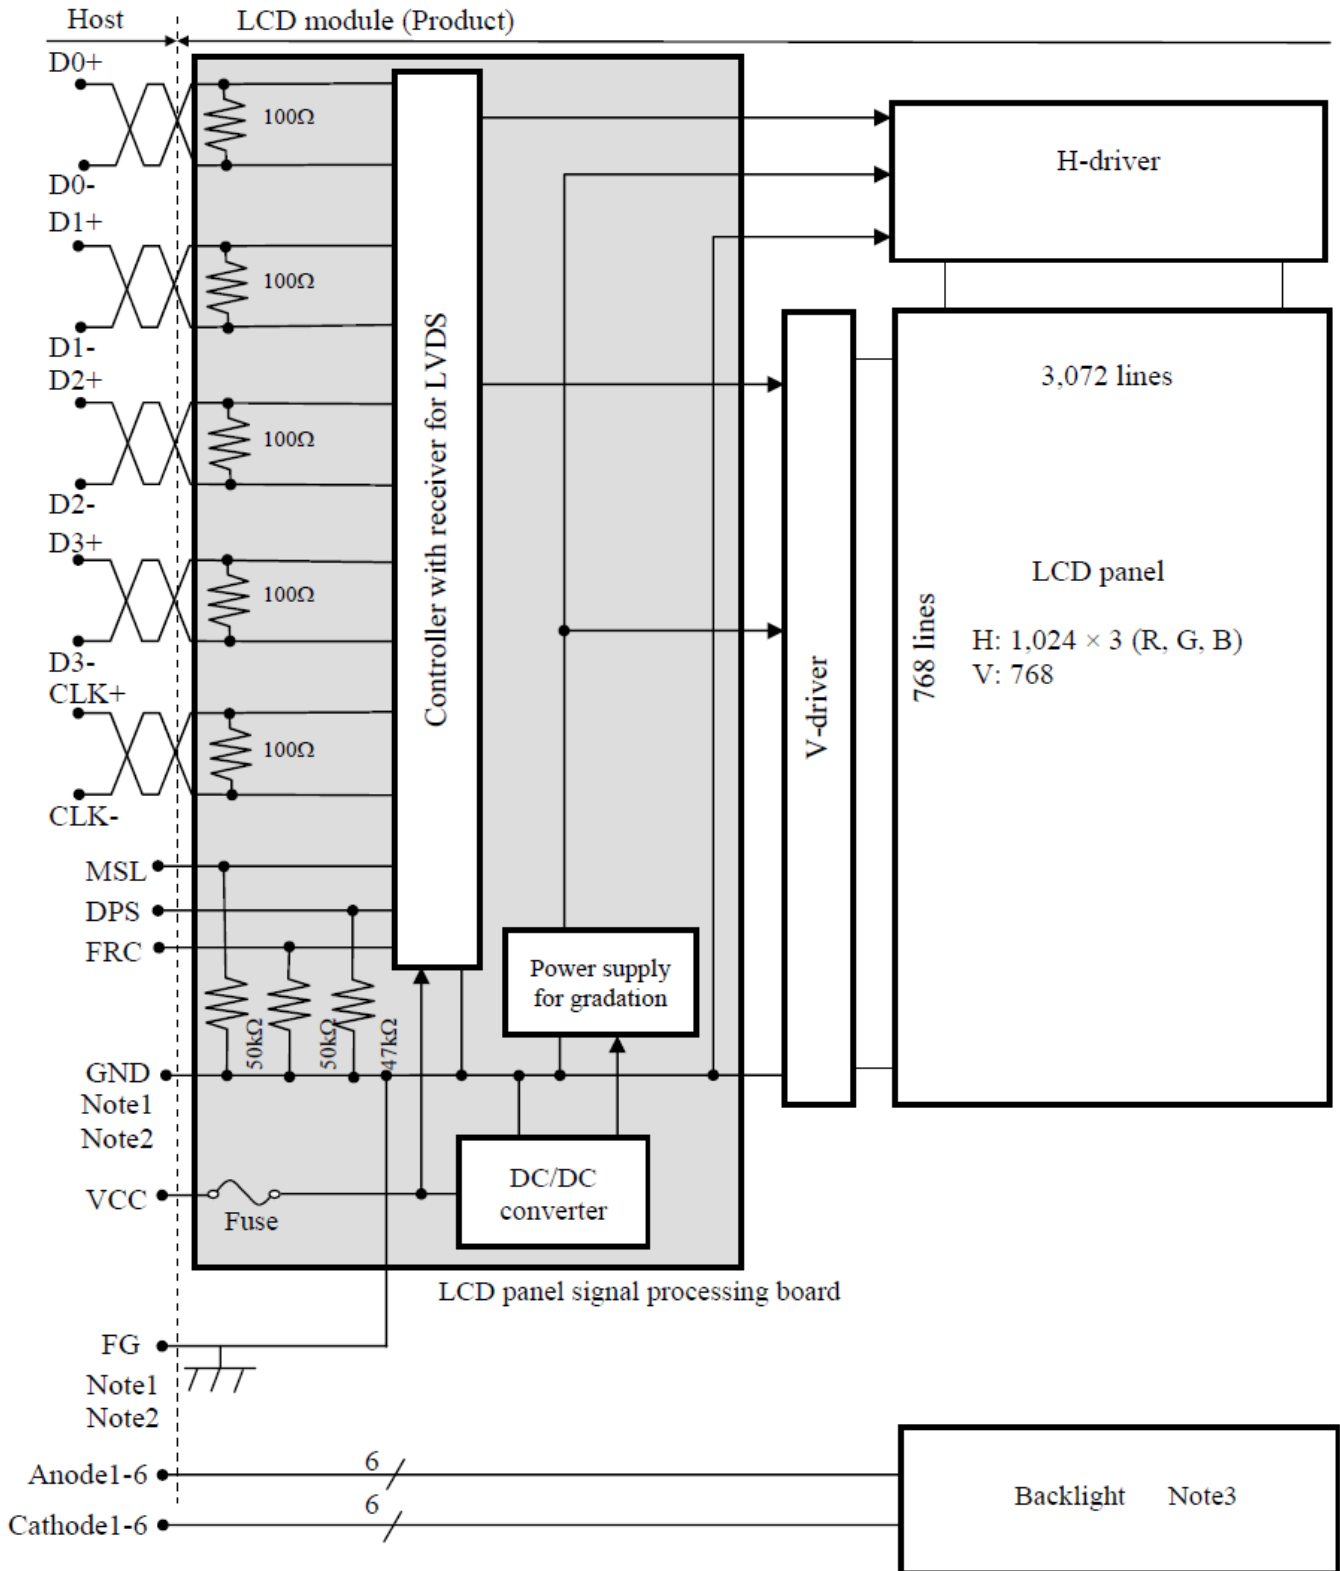 Host
LCD module (Product)
D0+
100Ω
D0-
D1+
100Ω
D1-
D2+
100Ω
D2-
D3+
100Ω
D3-
CLK+
100Ω
CLK-
MSL
DPS
FRC
50kΩ
50kΩ
47kΩ
GND
Note1
Note2
VCC
Fuse
Controller with receiver for LVDS
Power supply
for gradation
DC/DC
converter
LCD panel signal processing board
H-driver
V-driver
3,072 lines
768 lines
LCD panel
H: 1,024 × 3 (R, G, B)
V: 768
FG
Note1
Note2
Anode1-6
6
Cathode1-6
6
Backlight Note3